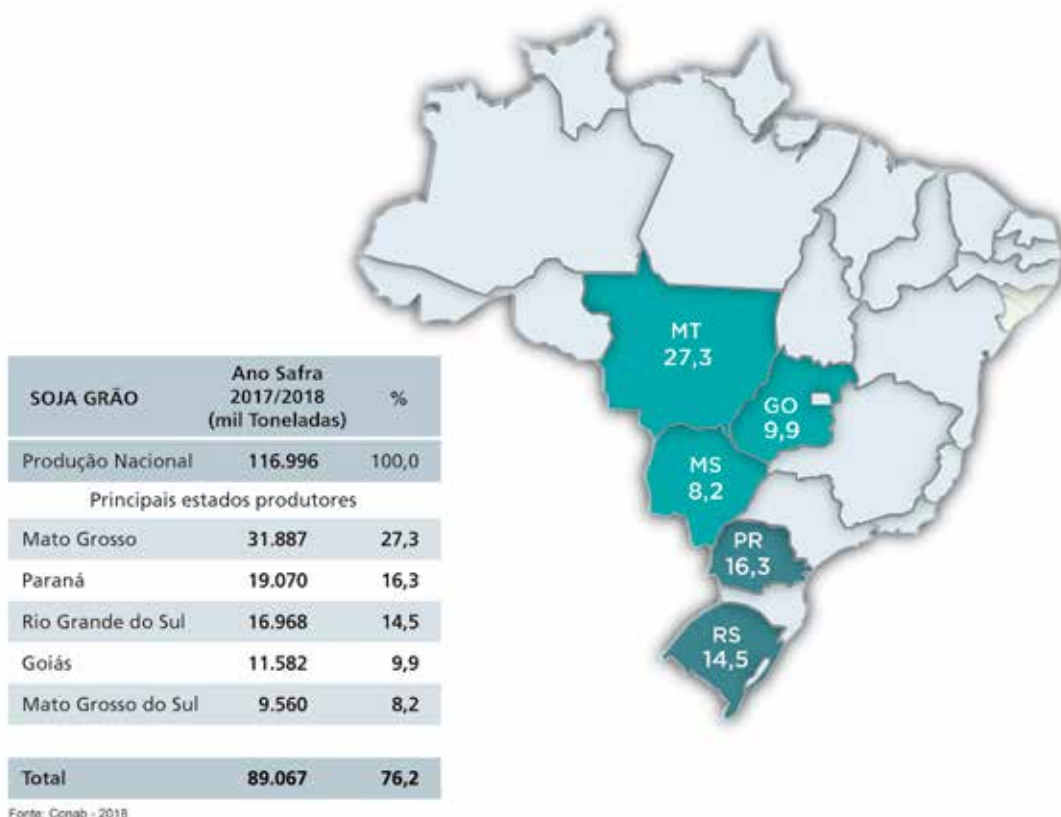 MT
27,3
GO
9,9
MS
8,2
PR
16,3
RS
14,5
SOJA GRÃO Ano Safra 2017/2018 (mil Toneladas) %
Produção Nacional 116.996 100,0
Principais estados produtores
Mato Grosso 31.887 27,3
Paraná 19.070 16,3
Rio Grande do Sul 16.968 14,5
Goiás 11.582 9,9
Mato Grosso do Sul 9.560 8,2
Total 89.067 76,2
Fonte: Conab - 2018